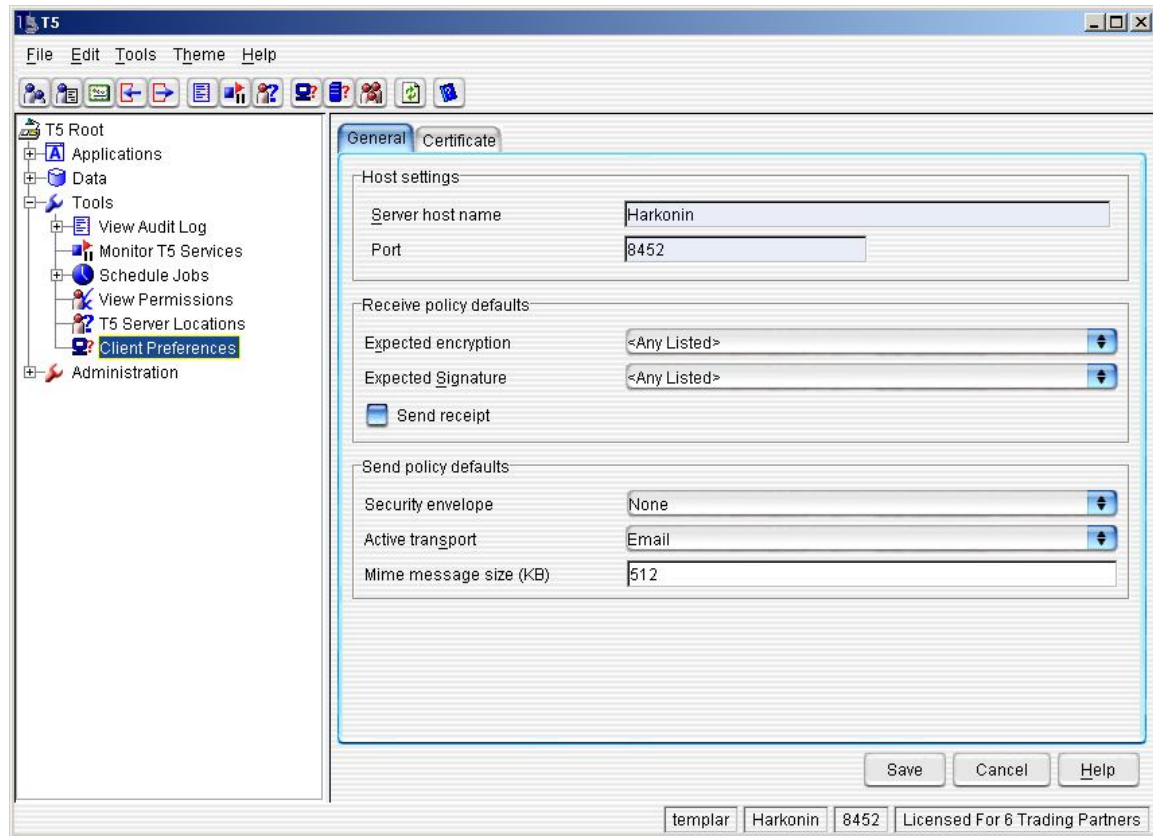 T5
File Edit Tools Theme Help
T5 Root
Applications
Data
Tools
View Audit Log
Monitor T5 Services
Schedule Jobs
View Permissions
T5 Server Locations
Client Preferences
Administration
General Certificate
Host settings
Server host name Harkonin
Port 8452
Receive policy defaults
Expected encryption <Any Listed>
Expected Signature <Any Listed>
Send receipt
Send policy defaults
Security envelope None
Active transport Email
Mime message size (KB) 512
Save Cancel Help
templar Harkonin 8452 Licensed For 6 Trading Partners